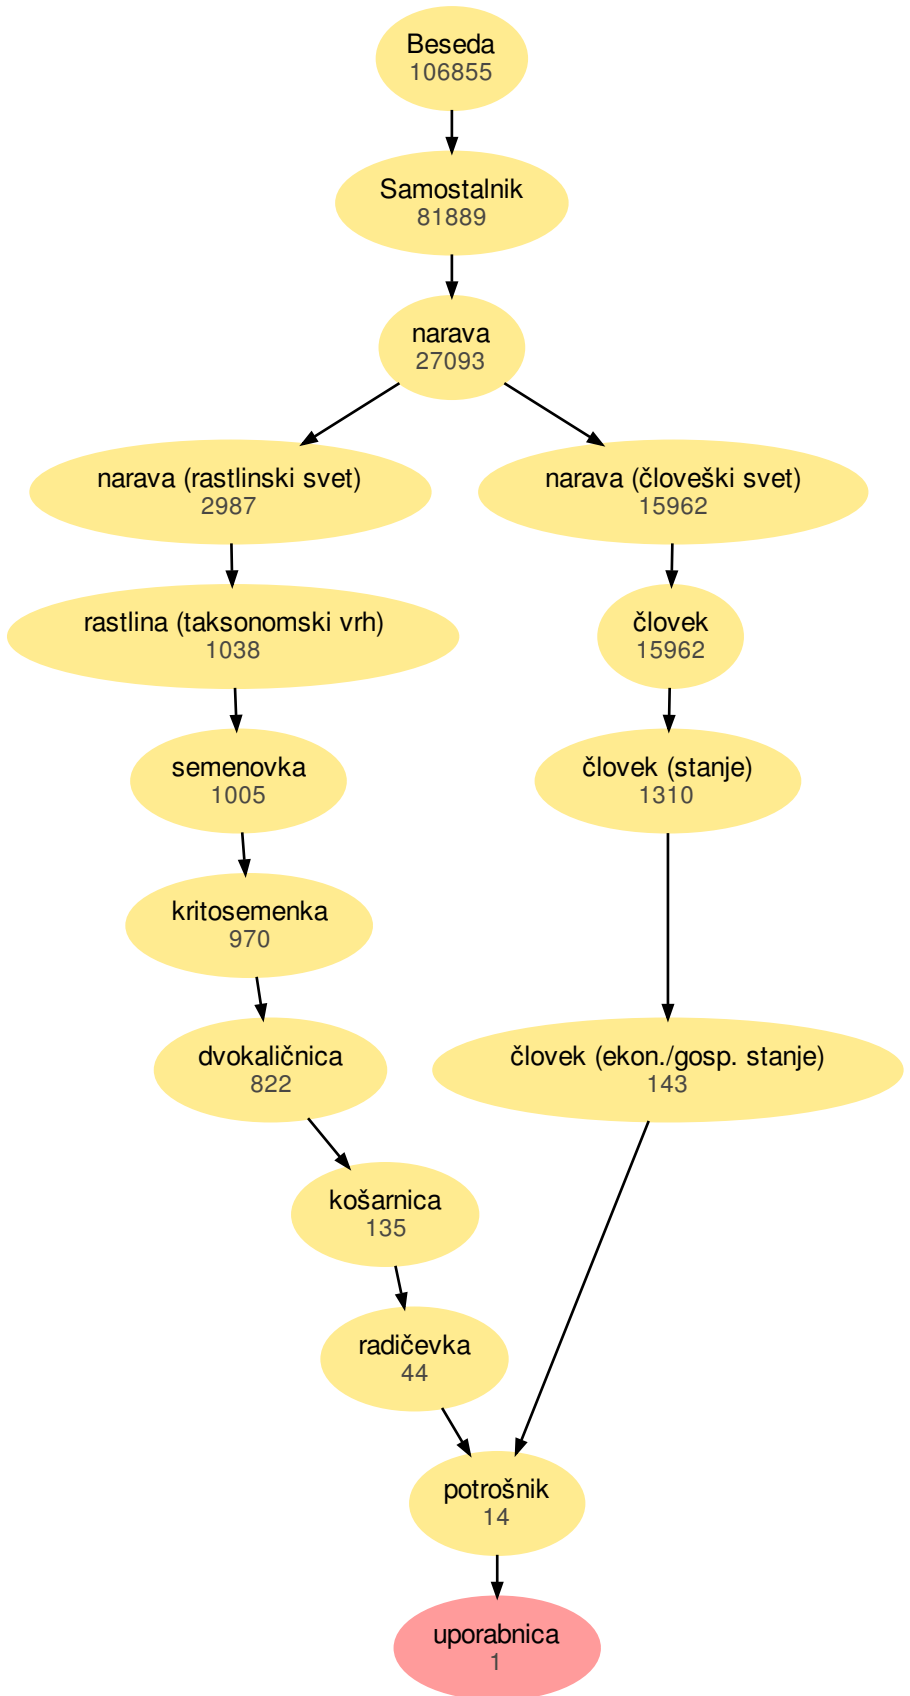 Beseda
106855
Samostalnik
81889
narava
27093
narava (rastlinski svet)
2987
narava (človeški svet)
15962
rastlina (taksonomski vrh)
1038
človek
15962
semenovka
1005
človek (stanje)
1310
kritosemenka
970
dvokaličnica
822
človek (ekon./gosp. stanje)
143
košarnica
135
radičevka
44
potrošnik
14
uporabnica
1